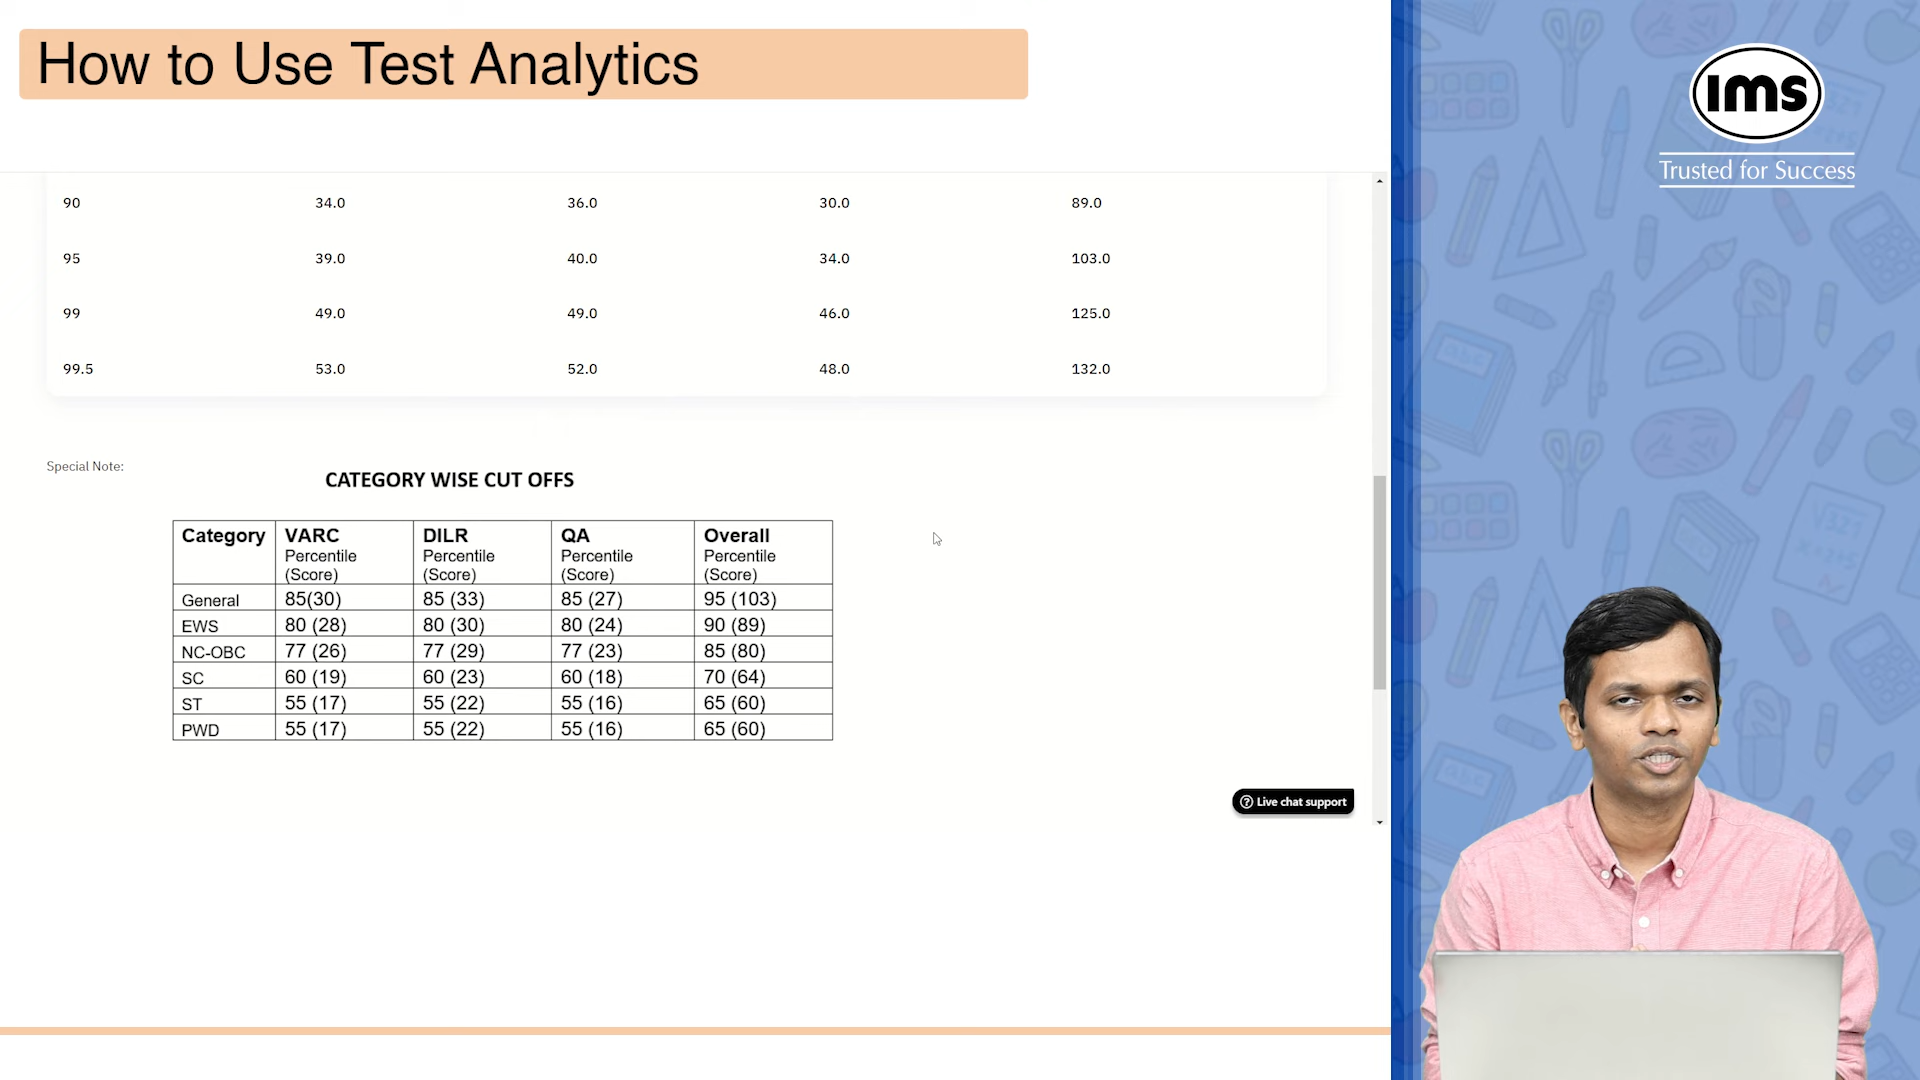 How to Use Test Analytics
ims
Trusted for Success
90 34.0 36.0 30.0 89.0
95 39.0 40.0 34.0 103.0
99 49.0 49.0 46.0 125.0
99.5 53.0 52.0 48.0 132.0
Special Note:
CATEGORY WISE CUT OFFS
Category VARC DILR QA Overall
Percentile Percentile Percentile Percentile
(Score) (Score) (Score) (Score)
General 85(30) 85 (33) 85 (27) 95 (103)
EWS 80 (28) 80 (30) 80 (24) 90 (89)
NC-OBC 77 (26) 77 (29) 77 (23) 85 (80)
SC 60 (19) 60 (23) 60 (18) 70 (64)
ST 55 (17) 55 (22) 55 (16) 65 (60)
PWD 55 (17) 55 (22) 55 (16) 65 (60)
? Live chat support